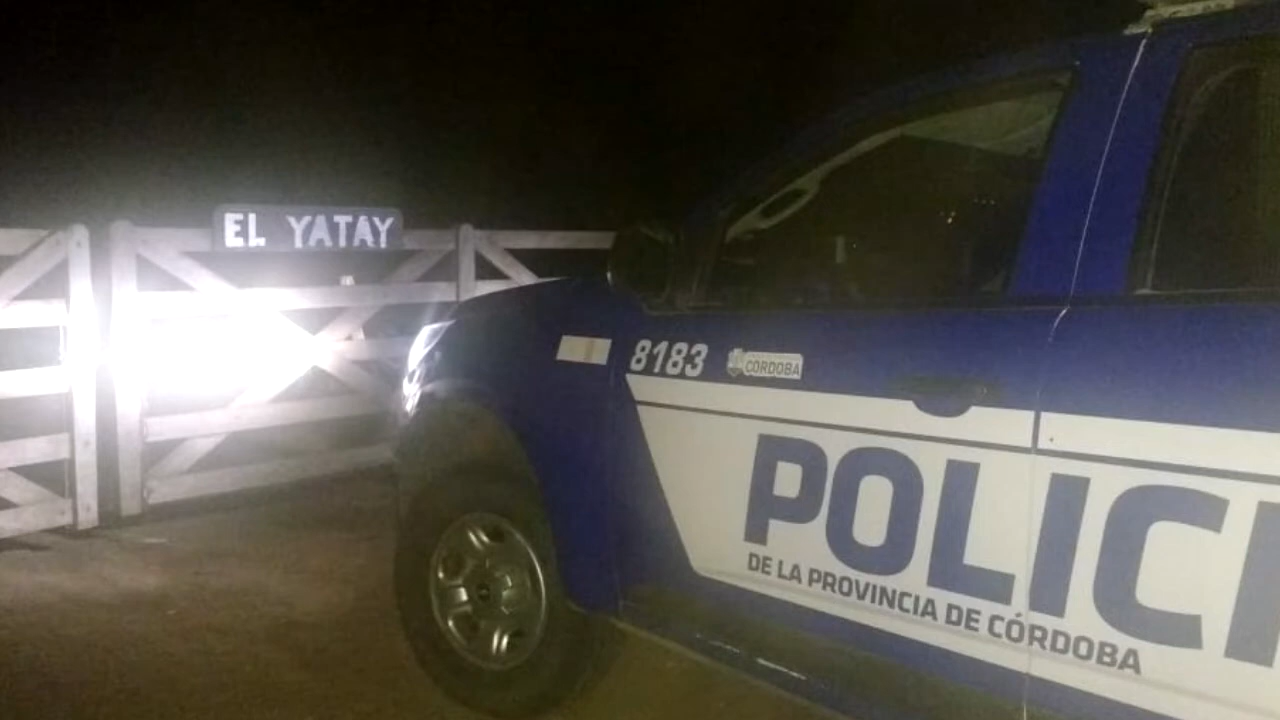 EL YATAY
8183
CÓRDOBA
POLICI
DE LA PROVINCIA DE CÓRDOBA